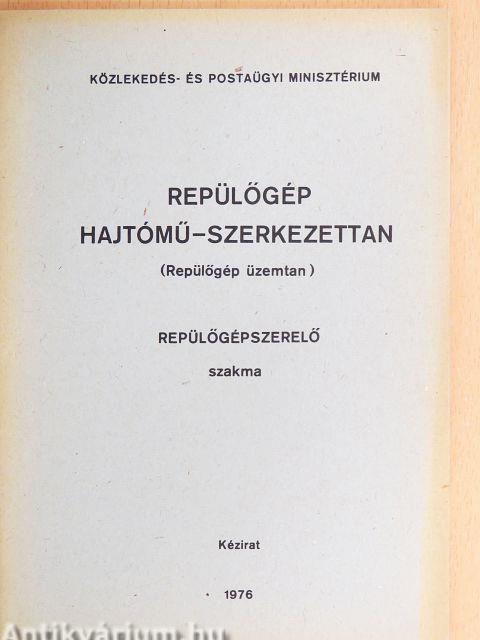 KÖZLEKEDÉS- ÉS POSTAÜGYI MINISZTÉRIUM
REPÜLŐGÉP
HAJTÓMŰ-SZERKEZETTAN
(Repülőgép üzemtan)
REPÜLŐGÉPSZERELŐ
szakma
Kézirat
1976
Antikvárium.hu